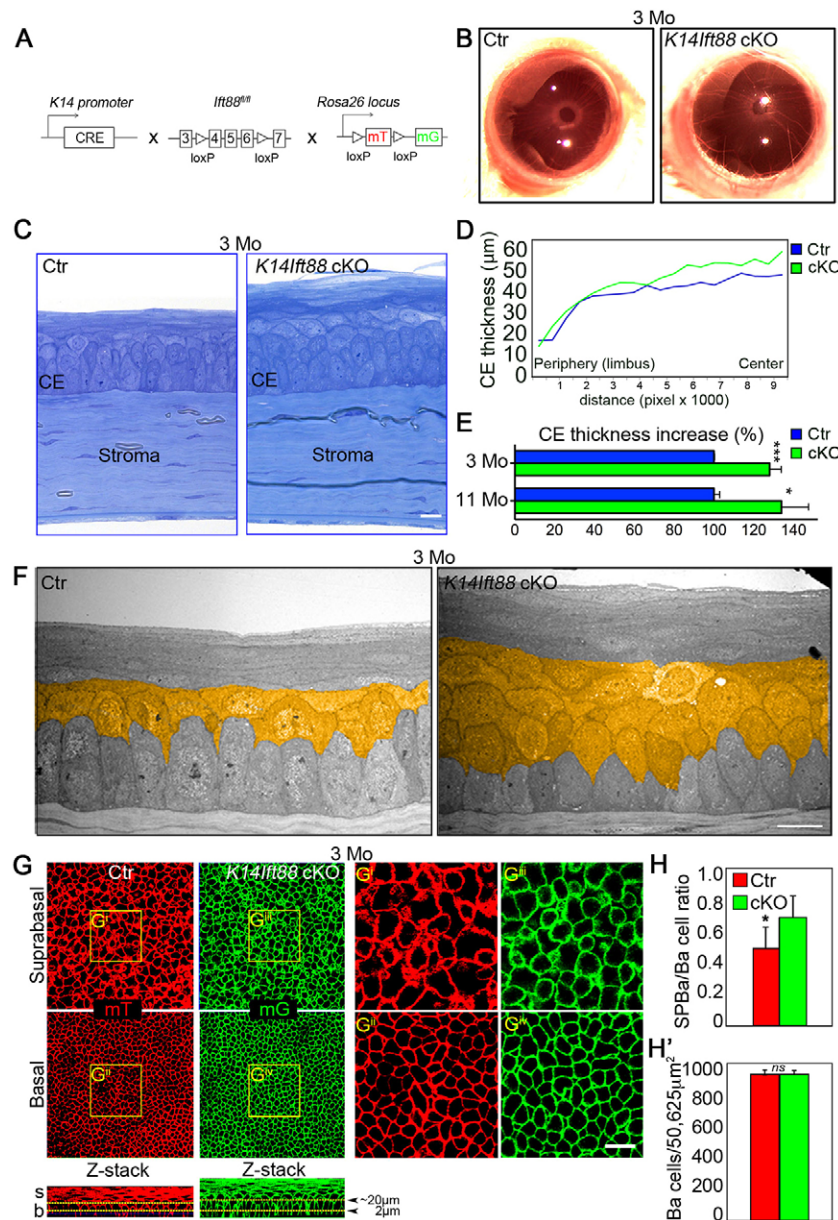 A
K14 promoter
Ift88fl/fl
Rosa26 locus
CRE
x
3
4
5
6
7
x
mT
mG
loxP
loxP
loxP
loxP
3 Mo
B
Ctr
K14Ift88 cKO
C
3 Mo
Ctr
K14Ift88 cKO
CE
CE
Stroma
Stroma
D
CE thickness (µm)
60
50
40
30
20
10
0
Ctr
cKO
Periphery (limbus)
Center
1 2 3 4 5 6 7 8 9
distance (pixel x 1000)
E
CE thickness increase (%)
Ctr
cKO
3 Mo
***
11 Mo
*
0 20 40 60 80 100 120 140
F
3 Mo
Ctr
K14Ift88 cKO
G
3 Mo
Ctr
K14Ift88 cKO
Suprabasal
Basal
Gi
Giii
Gi
Giii
mT
mG
Gii
Giv
Gii
Giv
Z-stack
Z-stack
s
b
~20µm
2µm
H
SPBa/Ba cell ratio
1.0
0.8
0.6
0.4
0.2
0
Ctr
cKO
*
H'
Ba cells/50,625µm2
1000
800
600
400
200
0
ns